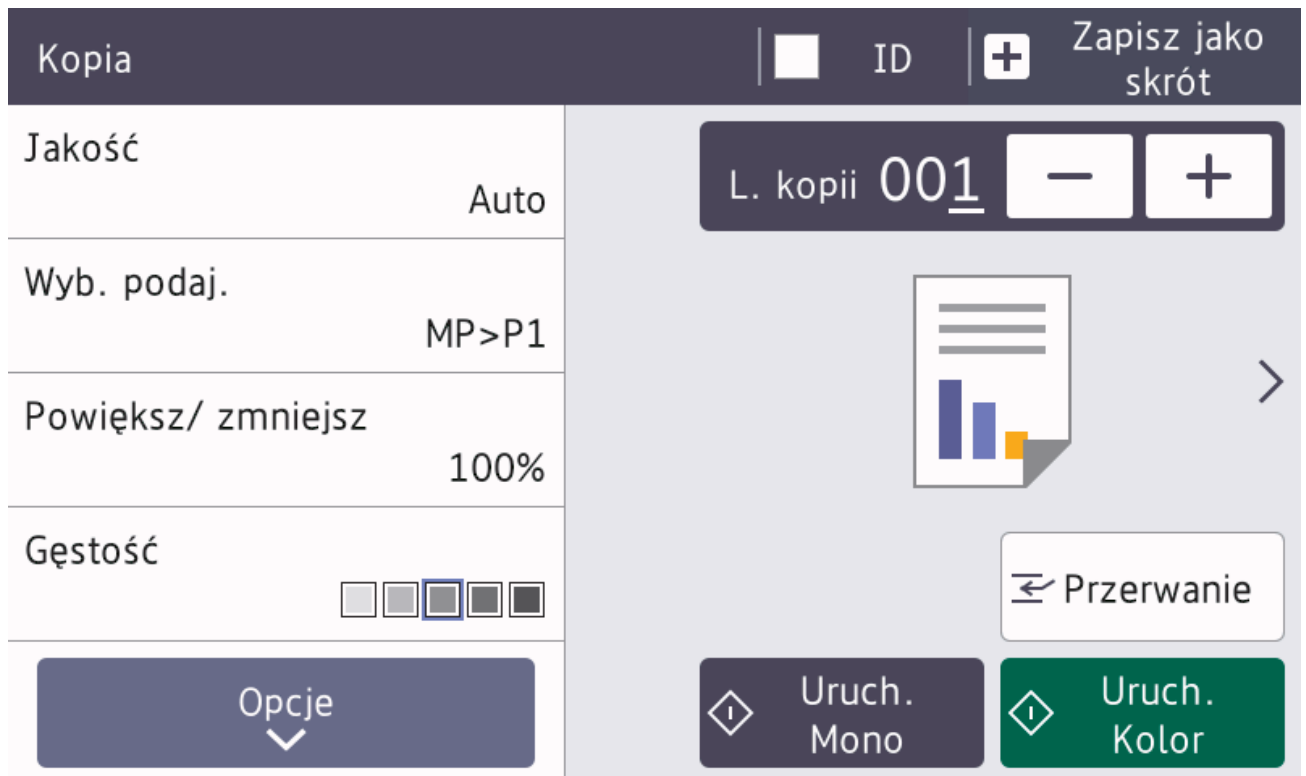 Kopia
ID
Zapisz jako
skrót
Jakość
Auto
Wyb. podaj.
MP>P1
Powiększ/ zmniejsz
100%
Gęstość
Opcje
L. kopii 001
Przerwanie
Uruch.
Mono
Uruch.
Kolor